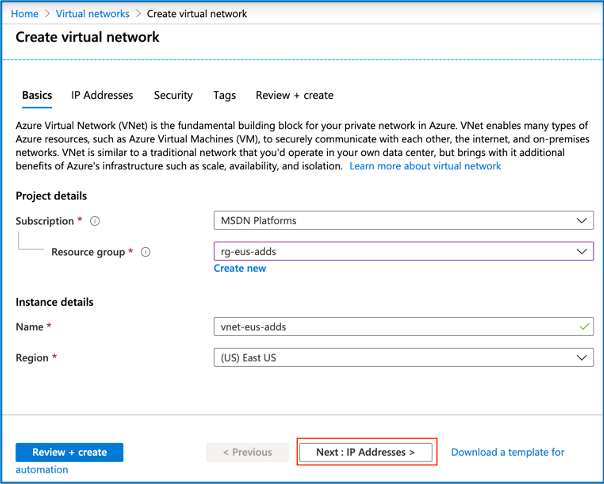 Home > Virtual networks > Create virtual network
Create virtual network
Basics IP Addresses Security Tags Review + create
Azure Virtual Network (VNet) is the fundamental building block for your private network in Azure. VNet enables many types of
Azure resources, such as Azure Virtual Machines (VM), to securely communicate with each other, the internet, and on-premises
networks. VNet is similar to a traditional network that you'd operate in your own data center, but brings with it additional
benefits of Azure's infrastructure such as scale, availability, and isolation. Learn more about virtual network
Project details
Subscription * MSDN Platforms
Resource group * rg-eus-adds
Create new
Instance details
Name * vnet-eus-adds
Region * (US) East US
Review + create < Previous Next : IP Addresses > Download a template for
automation